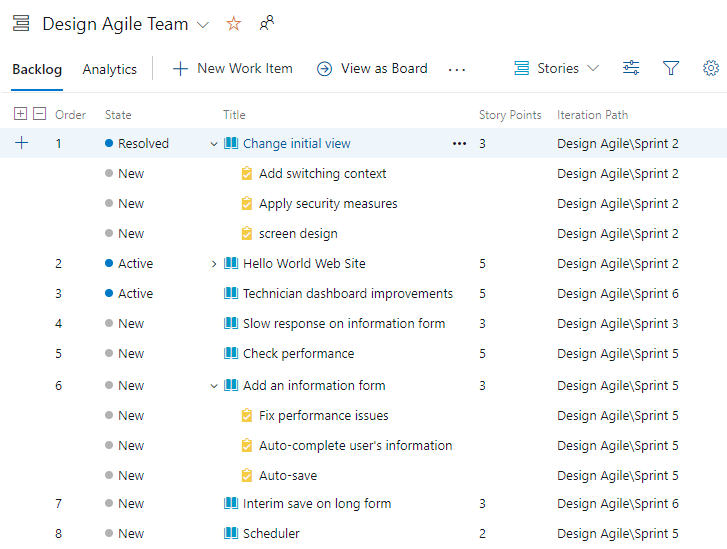 Design Agile Team
Backlog Analytics New Work Item View as Board ... Stories
Order State Title Story Points Iteration Path
1 Resolved Change initial view ... 3 Design Agile\Sprint 2
New Add switching context Design Agile\Sprint 2
New Apply security measures Design Agile\Sprint 2
New screen design Design Agile\Sprint 2
2 Active Hello World Web Site 5 Design Agile\Sprint 2
3 Active Technician dashboard improvements 5 Design Agile\Sprint 6
4 New Slow response on information form 3 Design Agile\Sprint 3
5 New Check performance 5 Design Agile\Sprint 5
6 New Add an information form 3 Design Agile\Sprint 5
New Fix performance issues Design Agile\Sprint 5
New Auto-complete user's information Design Agile\Sprint 5
New Auto-save Design Agile\Sprint 5
7 New Interim save on long form 3 Design Agile\Sprint 6
8 New Scheduler 2 Design Agile\Sprint 5